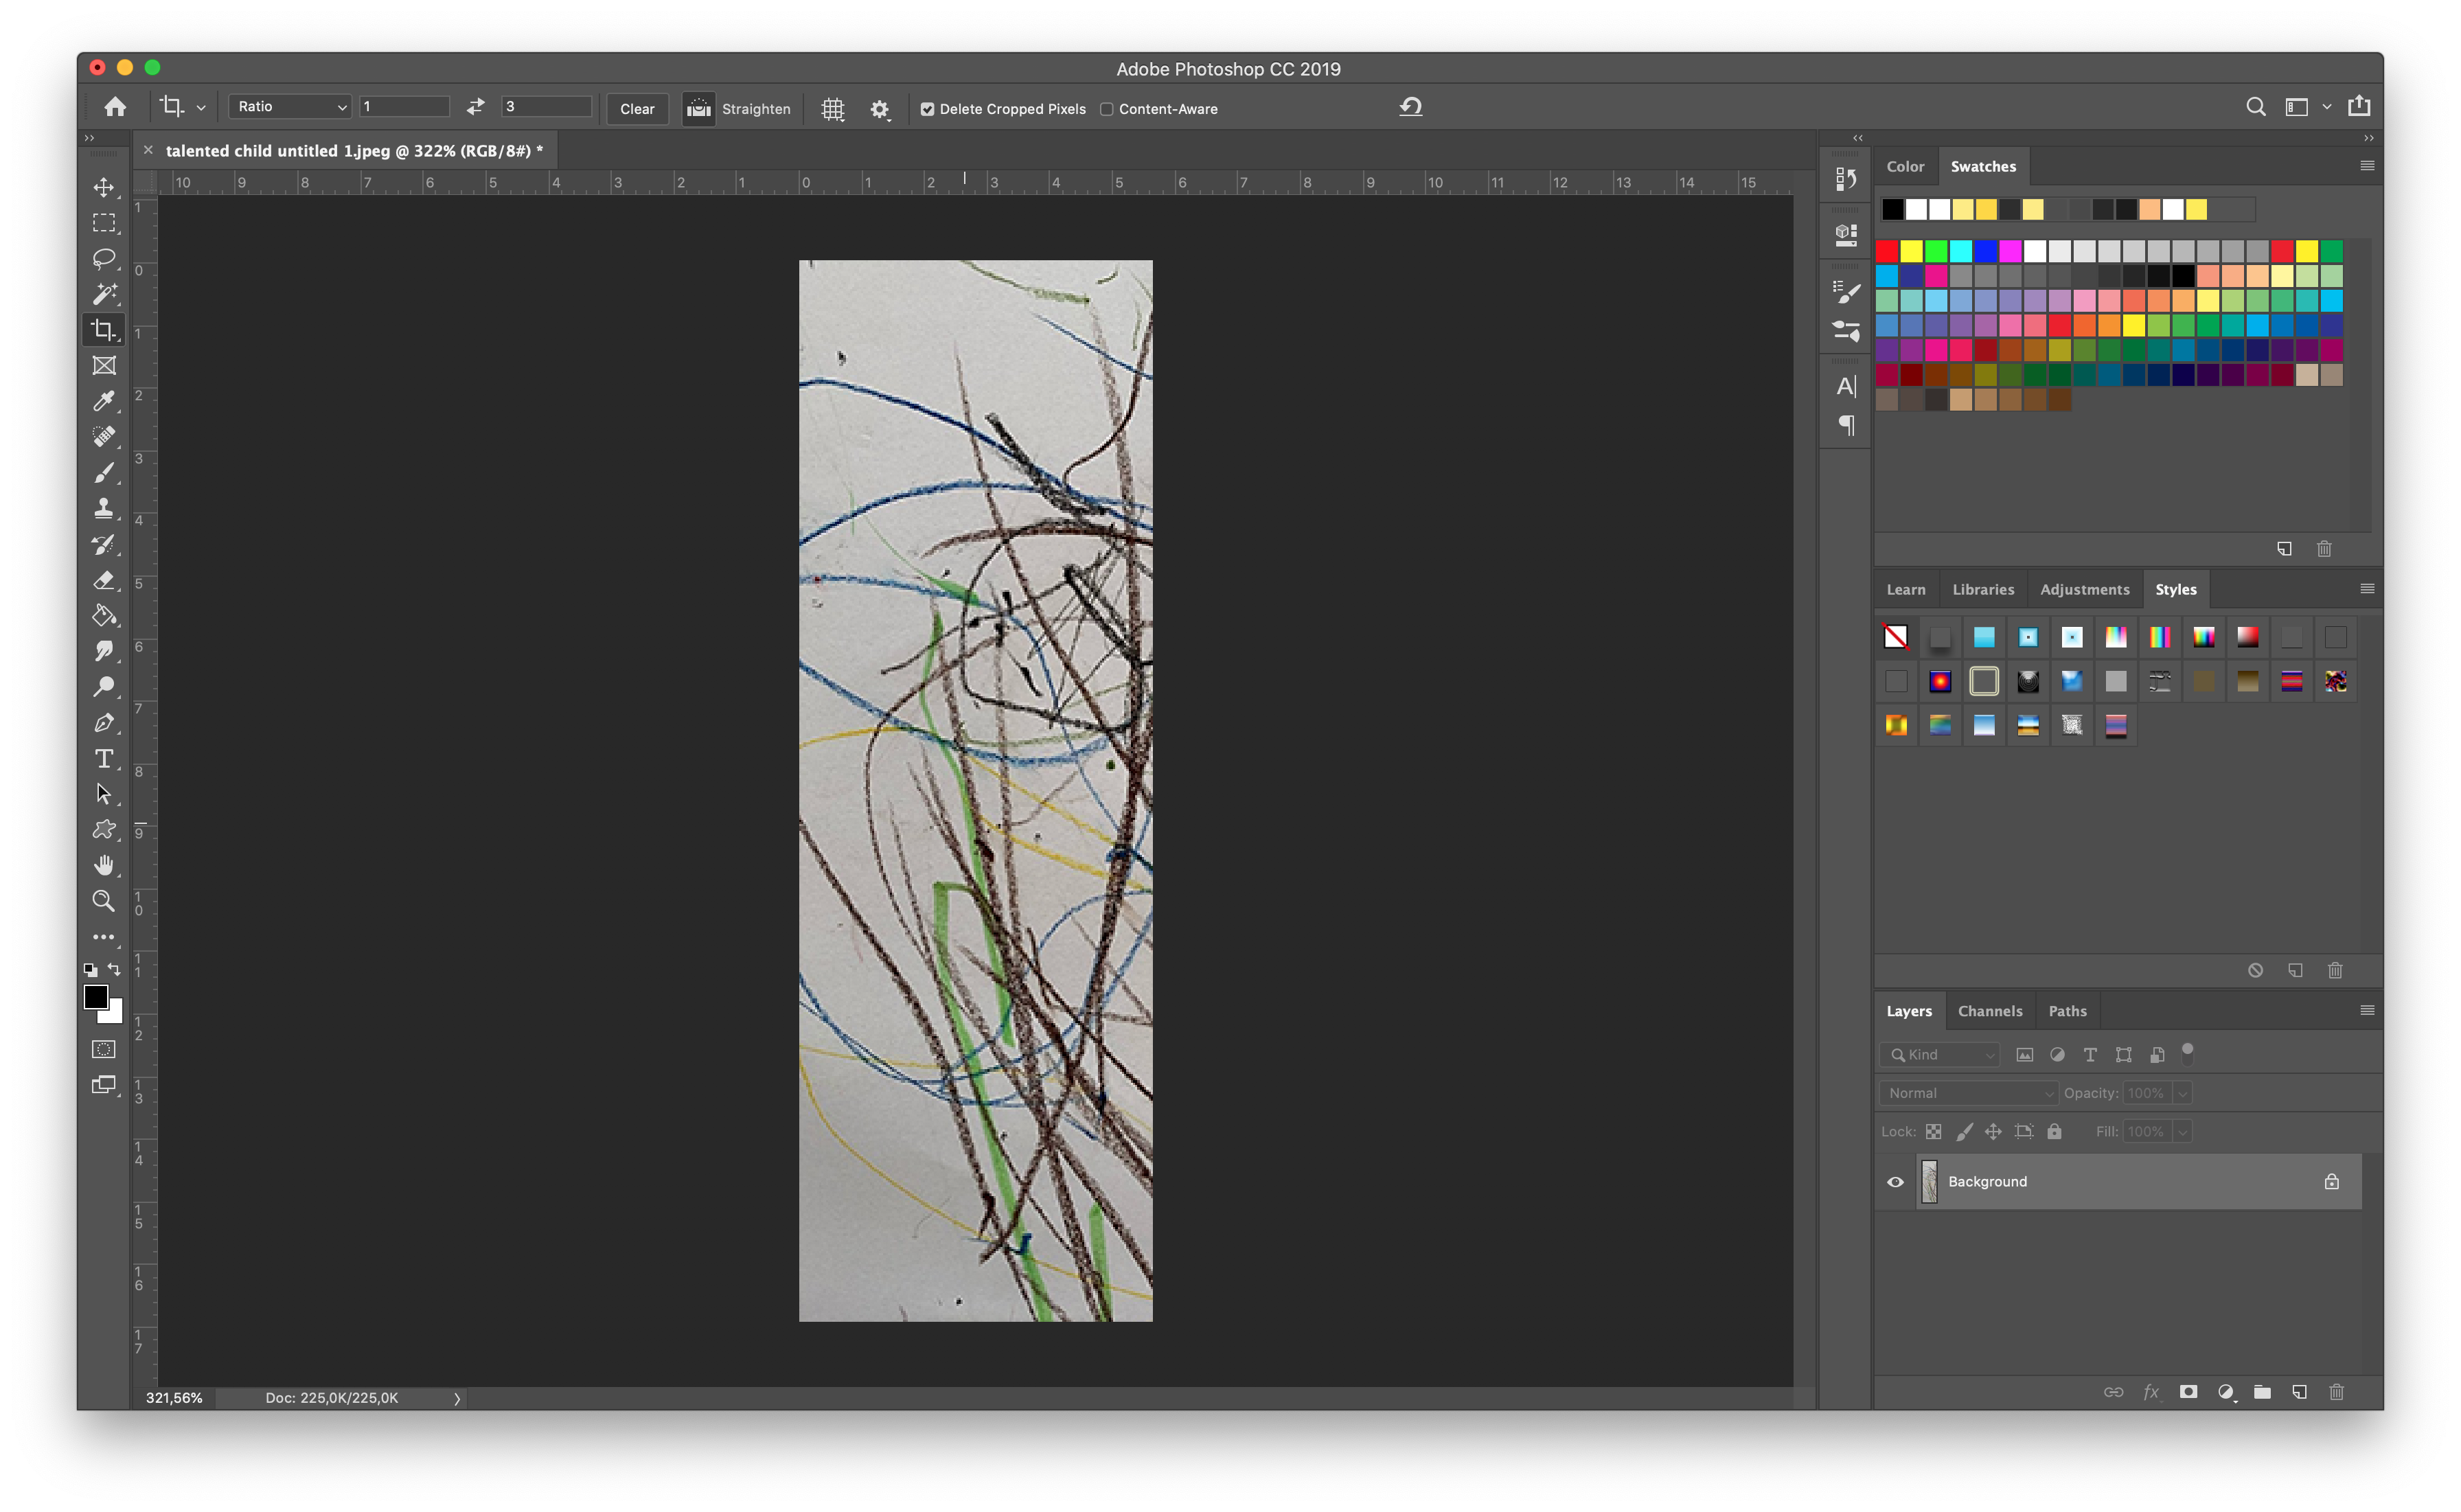 Adobe Photoshop CC 2019
Ratio 1 3 Clear Straighten Delete Cropped Pixels Content-Aware
talented child untitled 1.jpeg @ 322% (RGB/8#) *
10 9 8 7 6 5 4 3 2 1 0 1 2 3 4 5 6 7 8 9 10 11 12 13 14 15
1
0
1
2
3
4
5
6
7
8
9
10
11
12
13
14
15
16
17
321,56% Doc: 225,0K/225,0K
Color Swatches
Learn Libraries Adjustments Styles
Layers Channels Paths
Kind
Normal Opacity: 100%
Lock: Fill: 100%
Background
fx